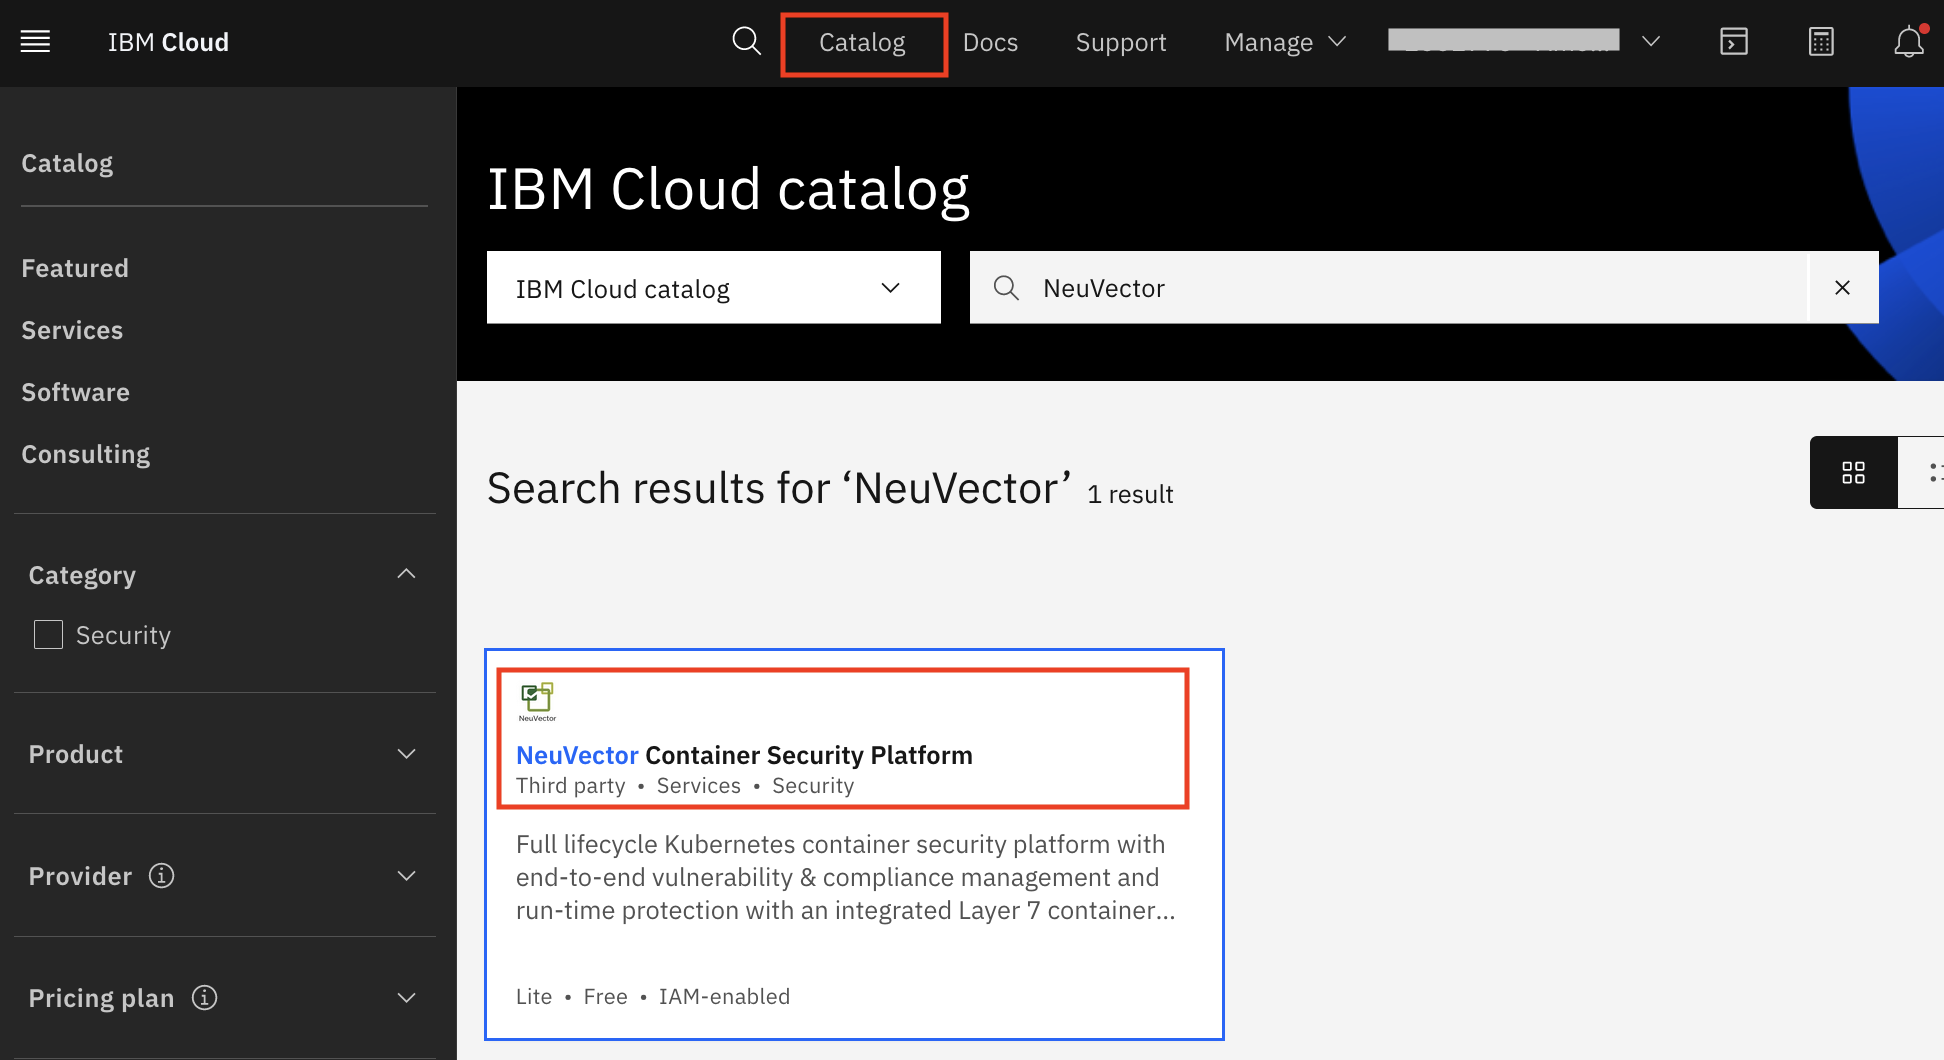 IBM Cloud
Catalog
Docs
Support
Manage
Catalog
Featured
Services
Software
Consulting
Category
Security
Product
Provider
Pricing plan
IBM Cloud catalog
IBM Cloud catalog
NeuVector
Search results for ‘NeuVector’ 1 result
NeuVector
NeuVector Container Security Platform
Third party • Services • Security
Full lifecycle Kubernetes container security platform with
end-to-end vulnerability & compliance management and
run-time protection with an integrated Layer 7 container...
Lite • Free • IAM-enabled